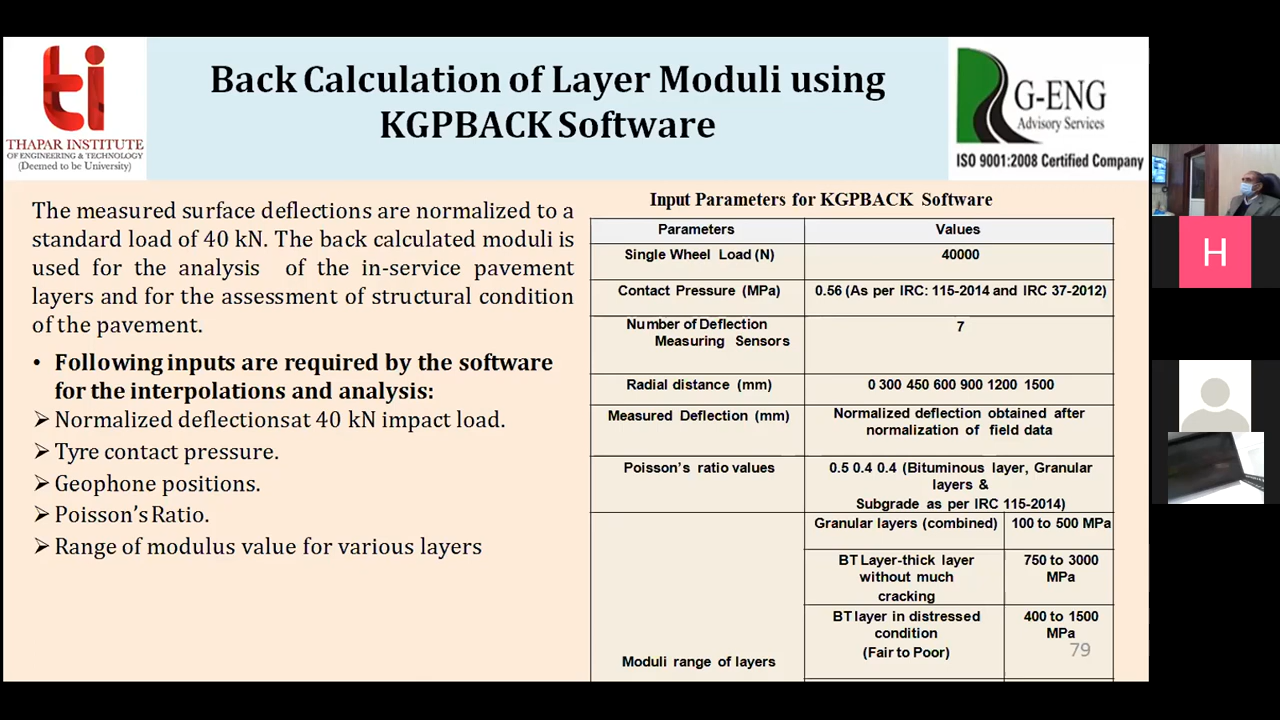 Back Calculation of Layer Moduli using
KGPBACK Software
ti
THAPAR INSTITUTE
OF ENGINEERING & TECHNOLOGY
(Deemed to be University)
G-ENG
Advisory Services
ISO 9001:2008 Certified Company
The measured surface deflections are normalized to a
standard load of 40 kN. The back calculated moduli is
used for the analysis of the in-service pavement
layers and for the assessment of structural condition
of the pavement.
• Following inputs are required by the software
for the interpolations and analysis:
➢ Normalized deflectionsat 40 kN impact load.
➢ Tyre contact pressure.
➢ Geophone positions.
➢ Poisson's Ratio.
➢ Range of modulus value for various layers
Input Parameters for KGPBACK Software
Parameters Values
Single Wheel Load (N) 40000
Contact Pressure (MPa) 0.56 (As per IRC: 115-2014 and IRC 37-2012)
Number of Deflection
Measuring Sensors
7
Radial distance (mm) 0 300 450 600 900 1200 1500
Measured Deflection (mm)
Normalized deflection obtained after
normalization of field data
Poisson's ratio values
0.5 0.4 0.4 (Bituminous layer, Granular
layers &
Subgrade as per IRC 115-2014)
Moduli range of layers
Granular layers (combined) 100 to 500 MPa
BT Layer-thick layer
without much
cracking
750 to 3000
MPa
BT layer in distressed
condition
(Fair to Poor)
400 to 1500
MPa
79
H